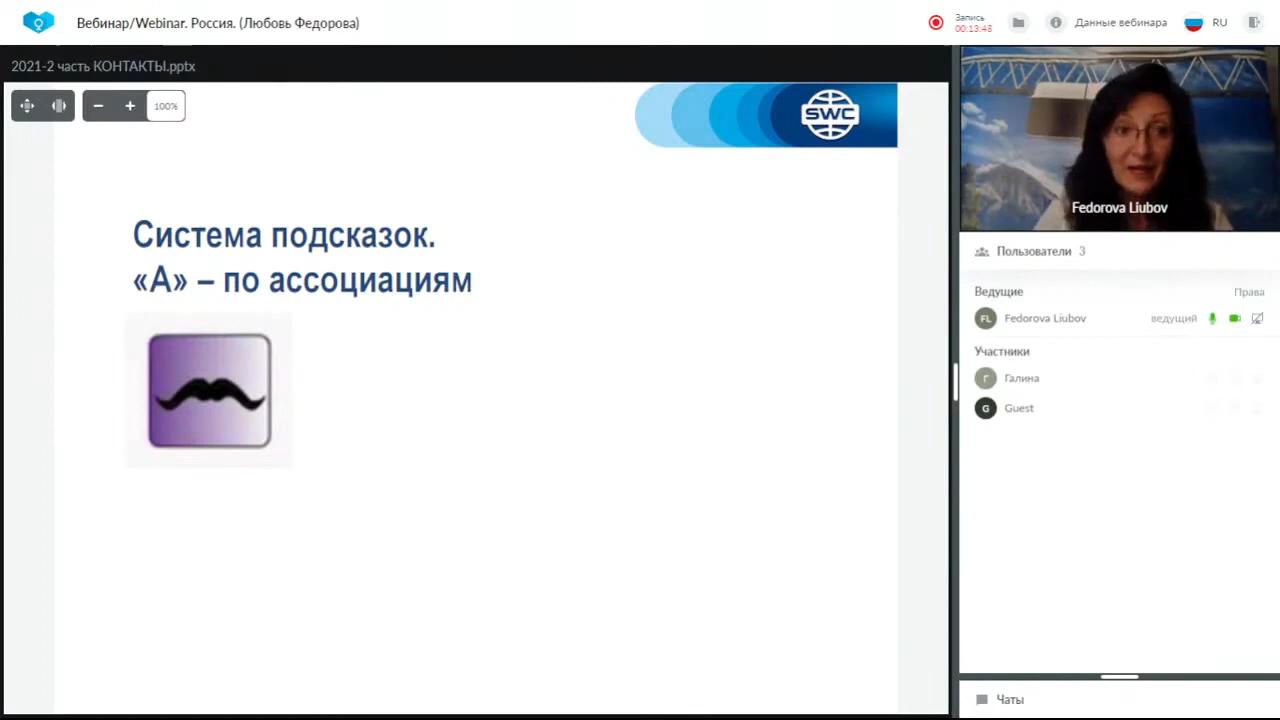 Вебинар/Webinar. Россия. (Любовь Федорова)
Запись
00:13:48
Данные вебинара
RU
2021-2 часть КОНТАКТЫ.pptx
100%
SWC
Система подсказок.
«А» – по ассоциациям
Fedorova Liubov
Пользователи 3
Ведущие Права
FL Fedorova Liubov ведущий
Участники
Г Галина
G Guest
Чаты